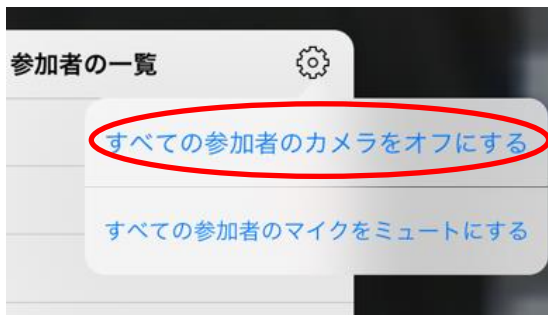 参加者の一覧
すべての参加者のカメラをオフにする
すべての参加者のマイクをミュートにする